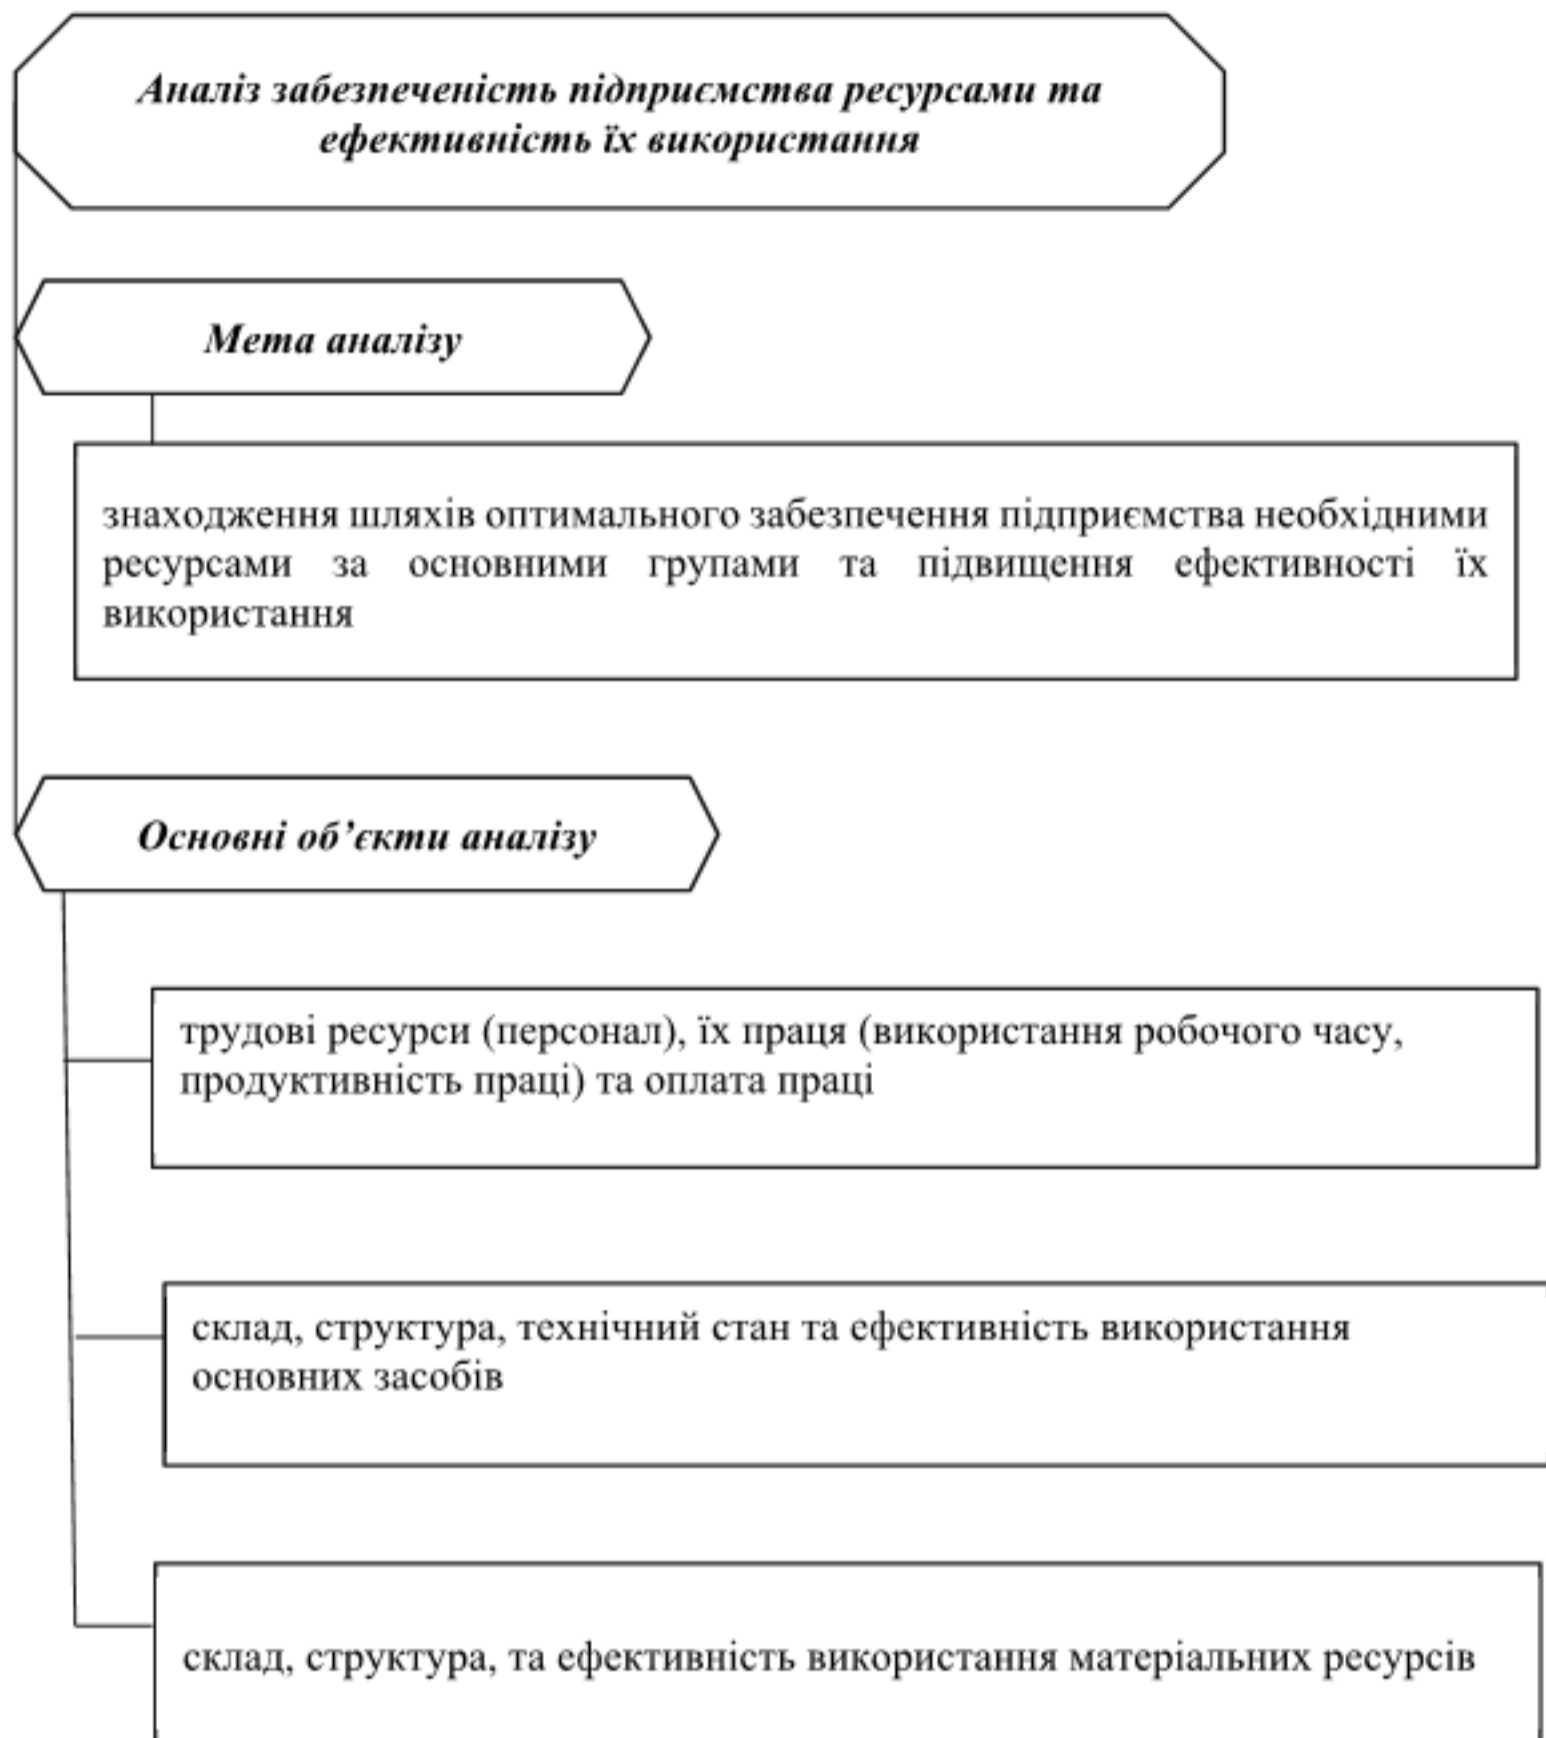 Аналіз забезпеченість підприємства ресурсами та
ефективність їх використання
Мета аналізу
знаходження шляхів оптимального забезпечення підприємства необхідними
ресурсами за основними групами та підвищення ефективності їх
використання
Основні об’єкти аналізу
трудові ресурси (персонал), їх праця (використання робочого часу,
продуктивність праці) та оплата праці
склад, структура, технічний стан та ефективність використання
основних засобів
склад, структура, та ефективність використання матеріальних ресурсів